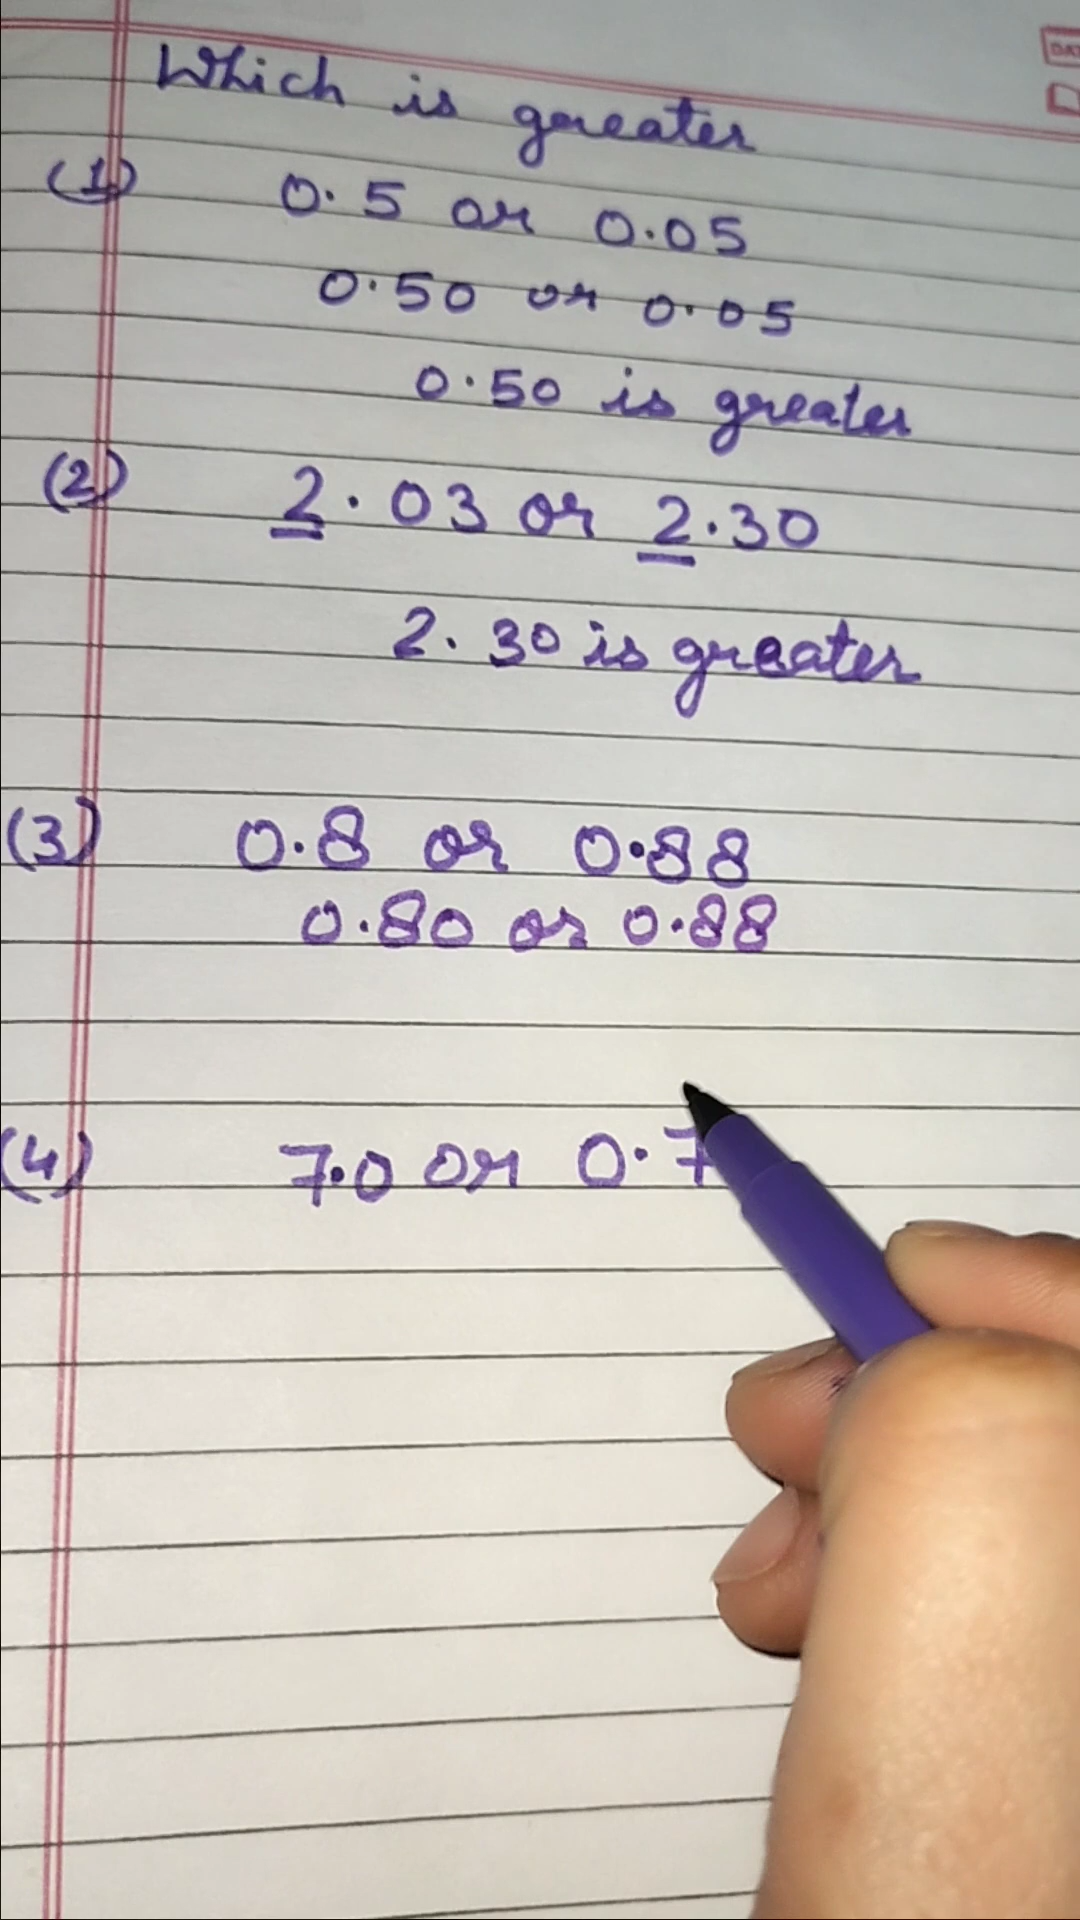 DAT
Which is greater
(1) 0.5 or 0.05
0.50 or 0.05
0.50 is greater
(2) 2.03 or 2.30
2.30 is greater
(3) 0.8 or 0.88
0.80 or 0.88
(4) 7.0 or 0.7